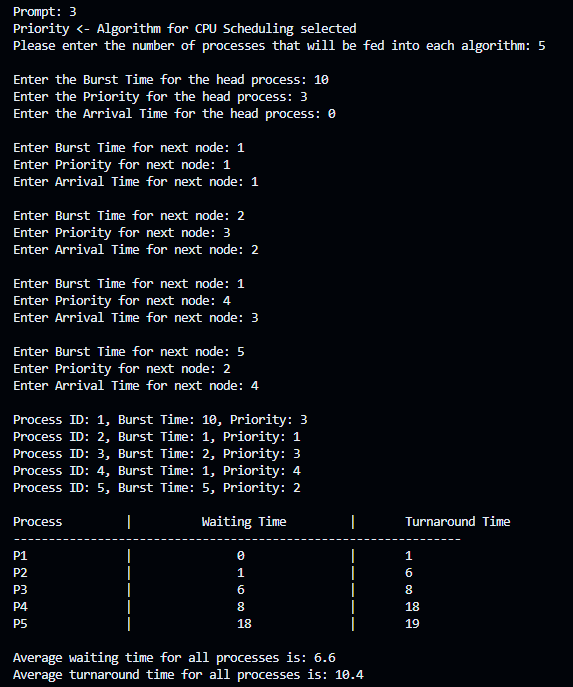 Prompt: 3
Priority <- Algorithm for CPU Scheduling selected
Please enter the number of processes that will be fed into each algorithm: 5
Enter the Burst Time for the head process: 10
Enter the Priority for the head process: 3
Enter the Arrival Time for the head process: 0
Enter Burst Time for next node: 1
Enter Priority for next node: 1
Enter Arrival Time for next node: 1
Enter Burst Time for next node: 2
Enter Priority for next node: 3
Enter Arrival Time for next node: 2
Enter Burst Time for next node: 1
Enter Priority for next node: 4
Enter Arrival Time for next node: 3
Enter Burst Time for next node: 5
Enter Priority for next node: 2
Enter Arrival Time for next node: 4
Process ID: 1, Burst Time: 10, Priority: 3
Process ID: 2, Burst Time: 1, Priority: 1
Process ID: 3, Burst Time: 2, Priority: 3
Process ID: 4, Burst Time: 1, Priority: 4
Process ID: 5, Burst Time: 5, Priority: 2
Process | Waiting Time | Turnaround Time
----------------------------------------------------------------
P1 | 0 | 1
P2 | 1 | 6
P3 | 6 | 8
P4 | 8 | 18
P5 | 18 | 19
Average waiting time for all processes is: 6.6
Average turnaround time for all processes is: 10.4